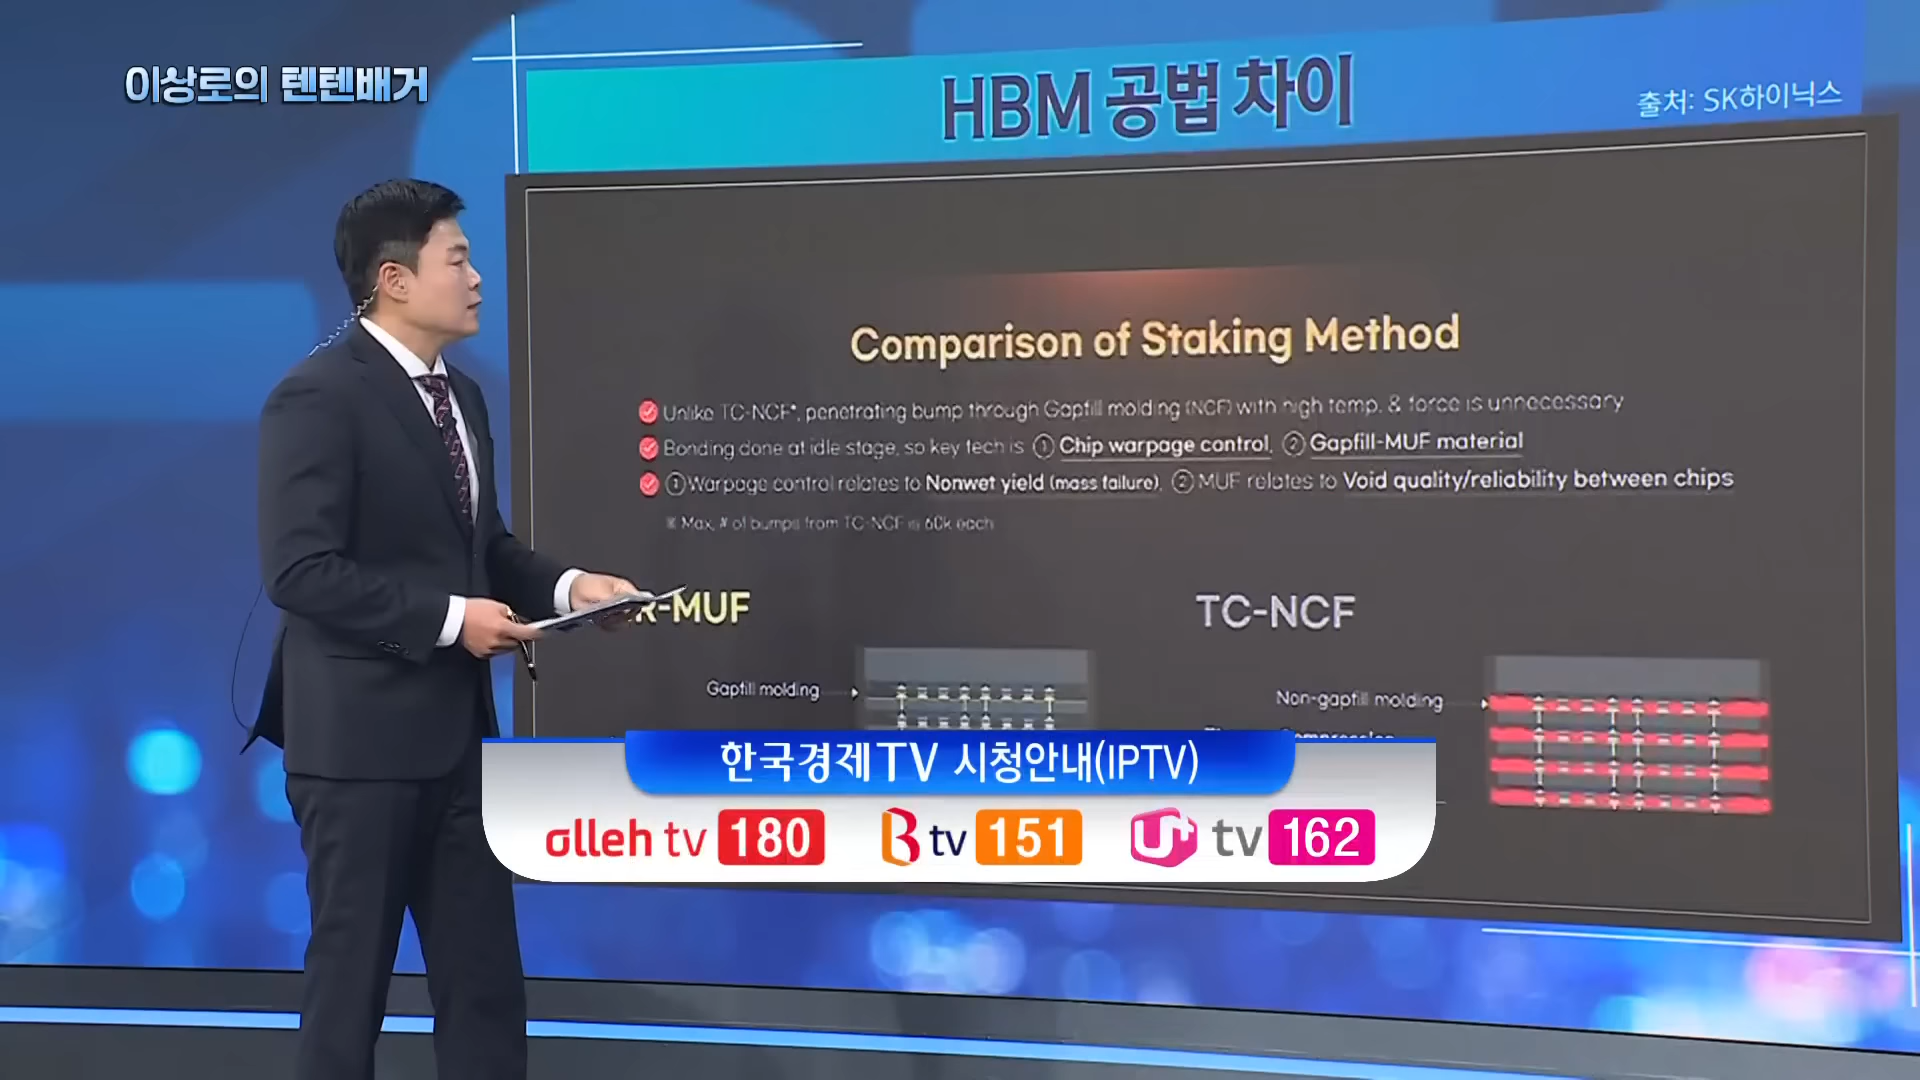 이상로의 텐텐배거
HBM 공법 차이
출처: SK하이닉스
Comparison of Staking Method
Unlike TC-NCF*, penetrating bump through Gapfill molding (NCF) with high temp. & force is unnecessary
Bonding done at idle stage, so key tech is ① Chip warpage control, ② Gapfill-MUF material
①Warpage control relates to Nonwet yield (mass failure), ②MUF relates to Void quality/reliability between chips
※ Max. # of bumps from TC-NCF is 60k each
R-MUF
TC-NCF
Gapfill molding
Non-gapfill molding
한국경제TV 시청안내(IPTV)
olleh tv 180
B tv 151
U+ tv 162